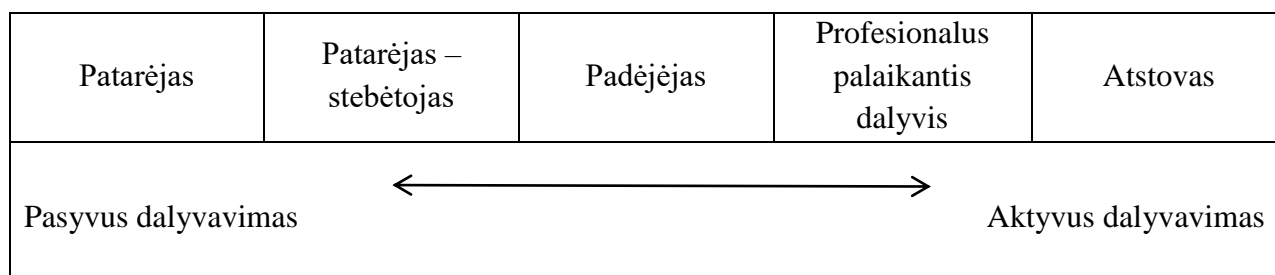 Patarėjas
Patarėjas –
stebėtojas
Padėjėjas
Profesionalus
palaikantis
dalyvis
Atstovas
Pasyvus dalyvavimas
Aktyvus dalyvavimas